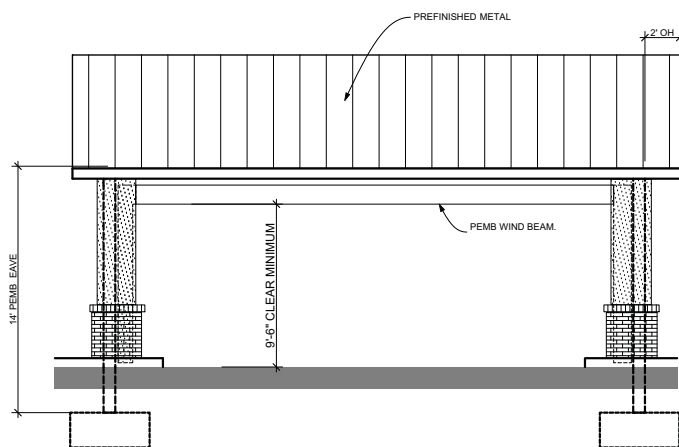 PREFINISHED METAL
2' OH
PEMB WIND BEAM.
9'-6" CLEAR MINIMUM
14' PEMB EAVE